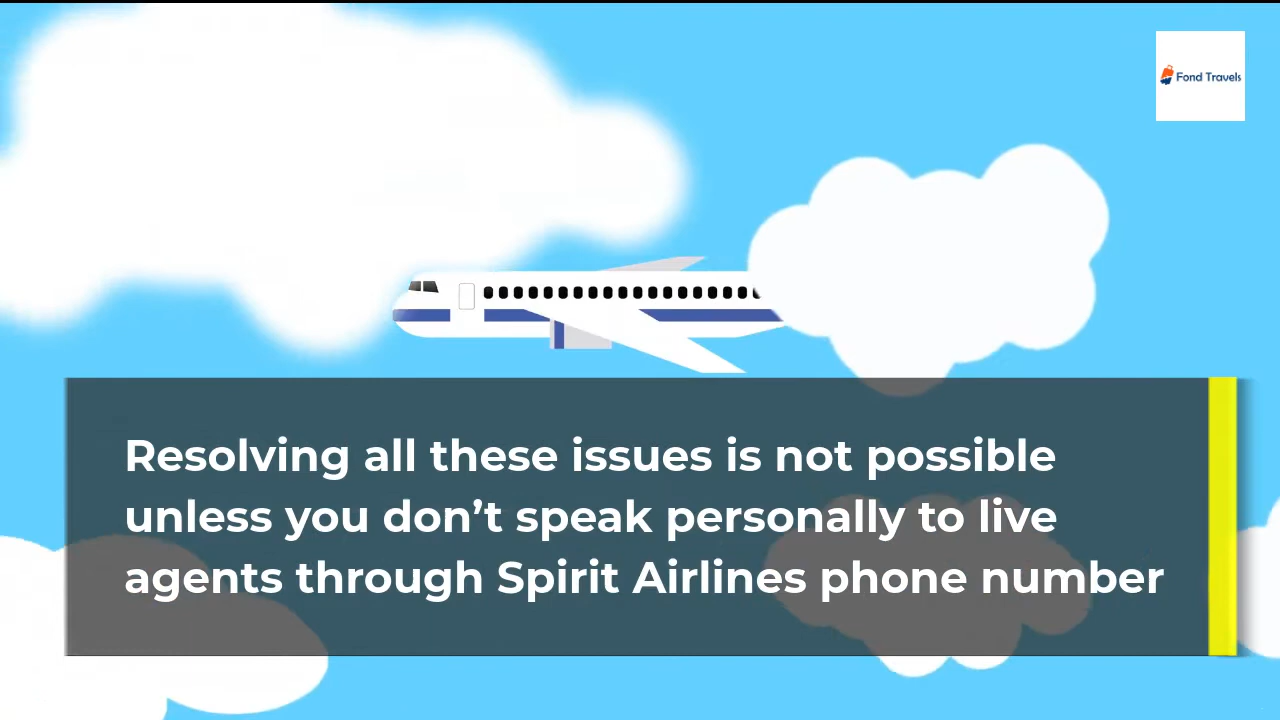 Fond Travels
Resolving all these issues is not possible
unless you don’t speak personally to live
agents through Spirit Airlines phone number